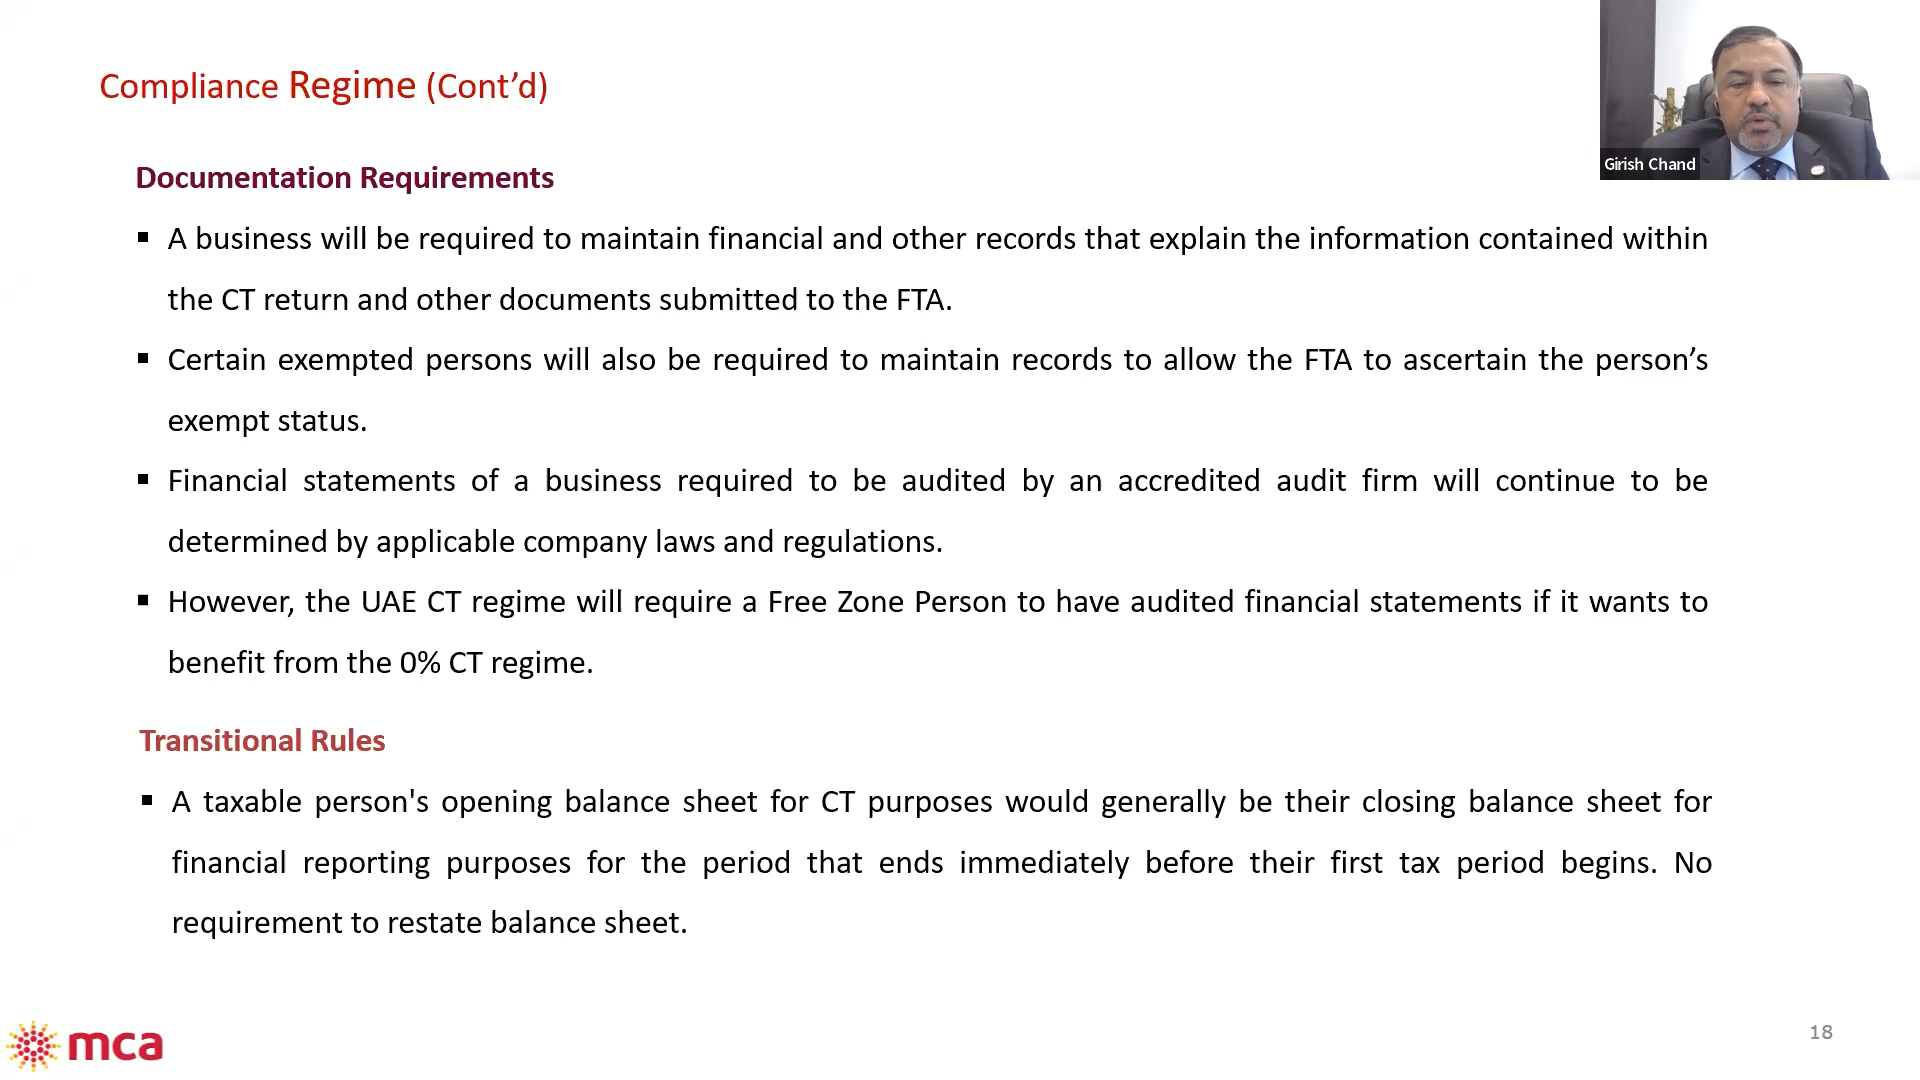 Compliance Regime (Cont’d)
Girish Chand
Documentation Requirements
▪ A business will be required to maintain financial and other records that explain the information contained within
the CT return and other documents submitted to the FTA.
▪ Certain exempted persons will also be required to maintain records to allow the FTA to ascertain the person’s
exempt status.
▪ Financial statements of a business required to be audited by an accredited audit firm will continue to be
determined by applicable company laws and regulations.
▪ However, the UAE CT regime will require a Free Zone Person to have audited financial statements if it wants to
benefit from the 0% CT regime.
Transitional Rules
▪ A taxable person's opening balance sheet for CT purposes would generally be their closing balance sheet for
financial reporting purposes for the period that ends immediately before their first tax period begins. No
requirement to restate balance sheet.
mca
18